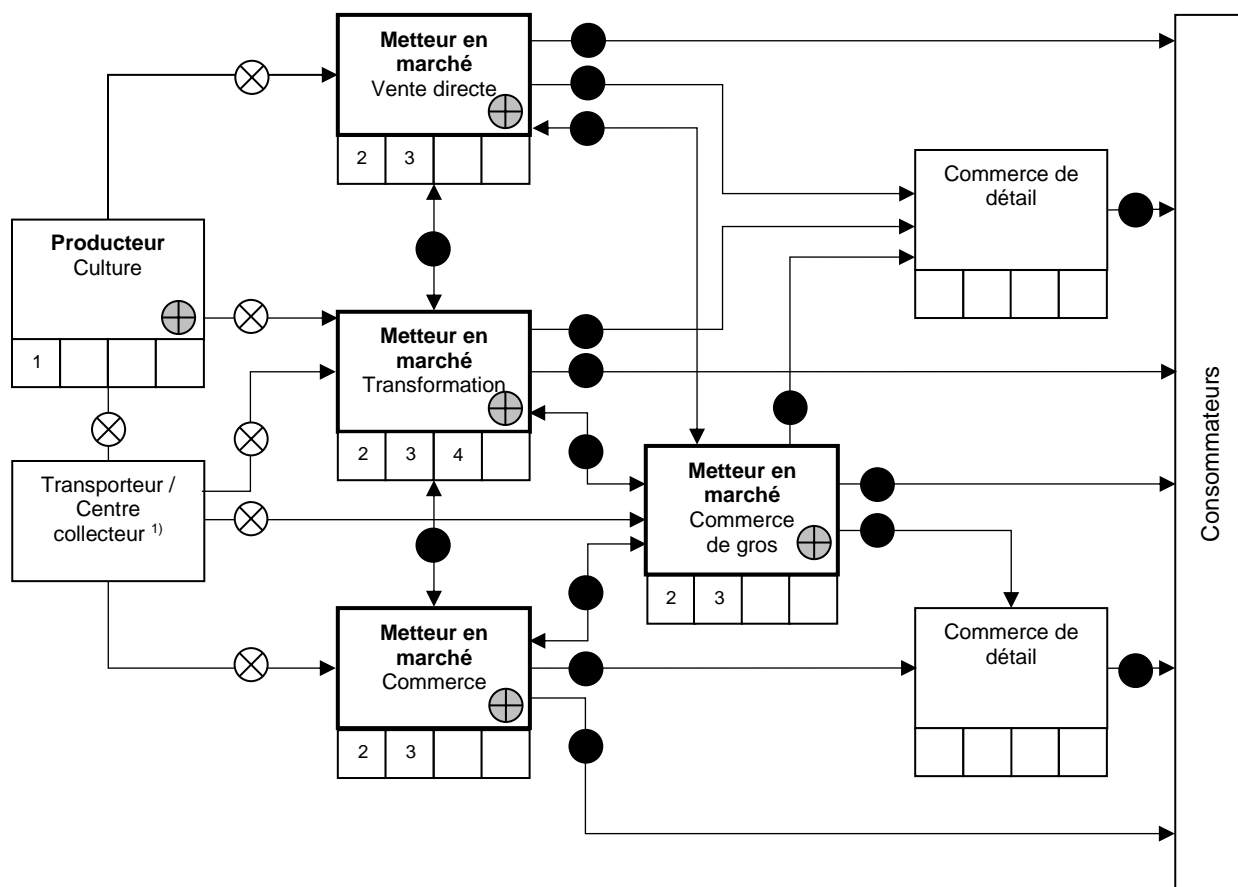 Metteur en
marché
Vente directe
2 3
Producteur
Culture
1
Metteur en
marché
Transformation
2 3 4
Transporteur /
Centre
collecteur 1)
Metteur en
marché
Commerce
2 3
Metteur en
marché
Commerce
de gros
2 3
Commerce de
détail
Commerce de
détail
Consommateurs